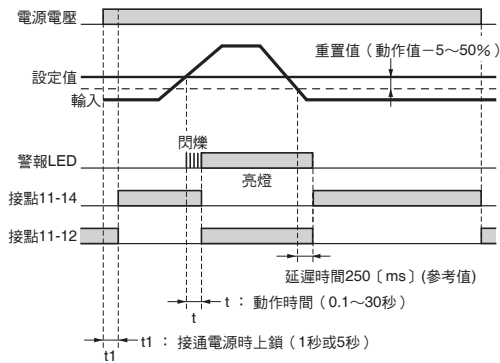 電源電壓
重置值（動作值－5～50%）
設定值
輸入
閃爍
警報LED
亮燈
接點11-14
接點11-12
延遲時間250〔ms〕(參考值)
t ： 動作時間（0.1～30秒）
t
t1 ： 接通電源時上鎖（1秒或5秒）
t1